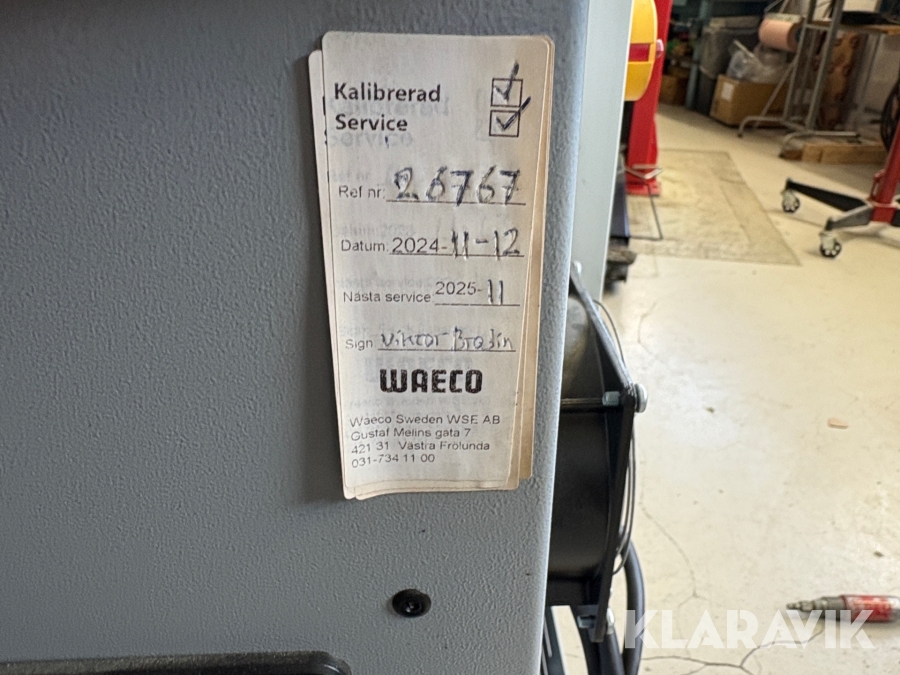 Kalibrerad
Service
Ref nr: 26767
Datum: 2024-11-12
Nästa service 2025-11
Sign: Viktor
WAECO
Waeco Sweden WSE AB
Gustaf Melins gata 7
421 31 Västra Frölunda
031-734 11 00
KLARAVIK